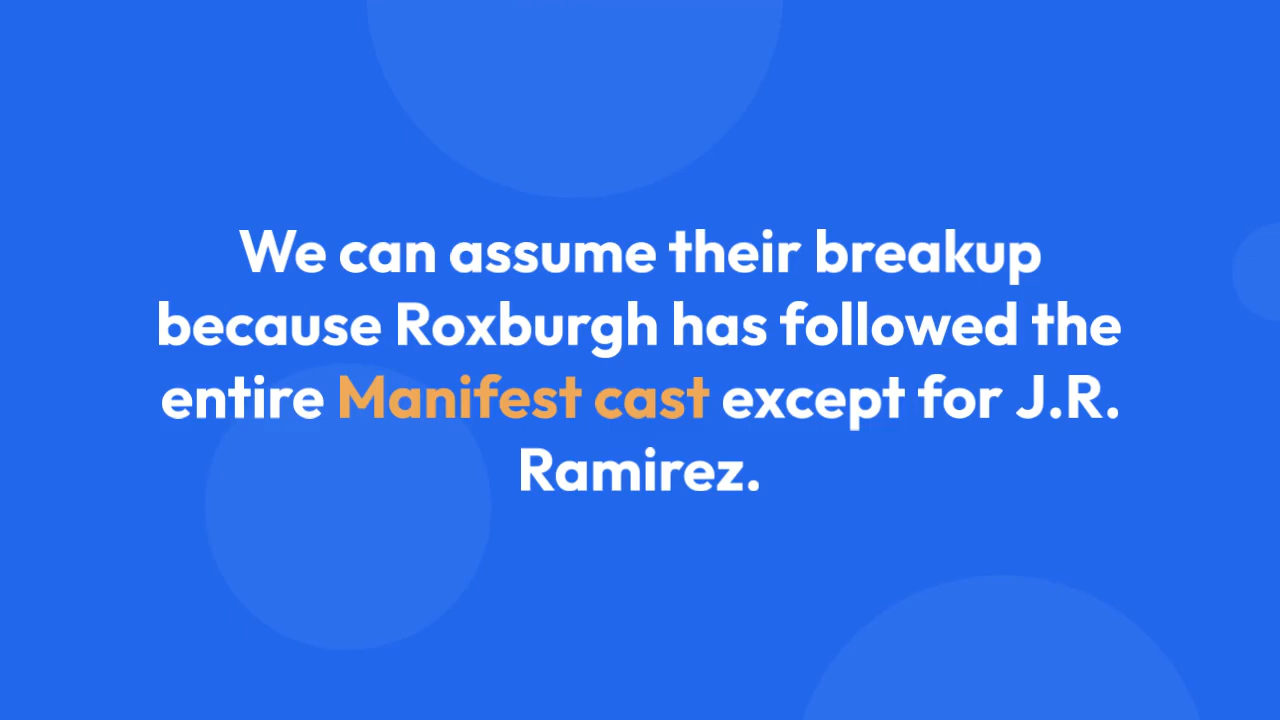 We can assume their breakup
because Roxburgh has followed the
entire Manifest cast except for J.R.
Ramirez.